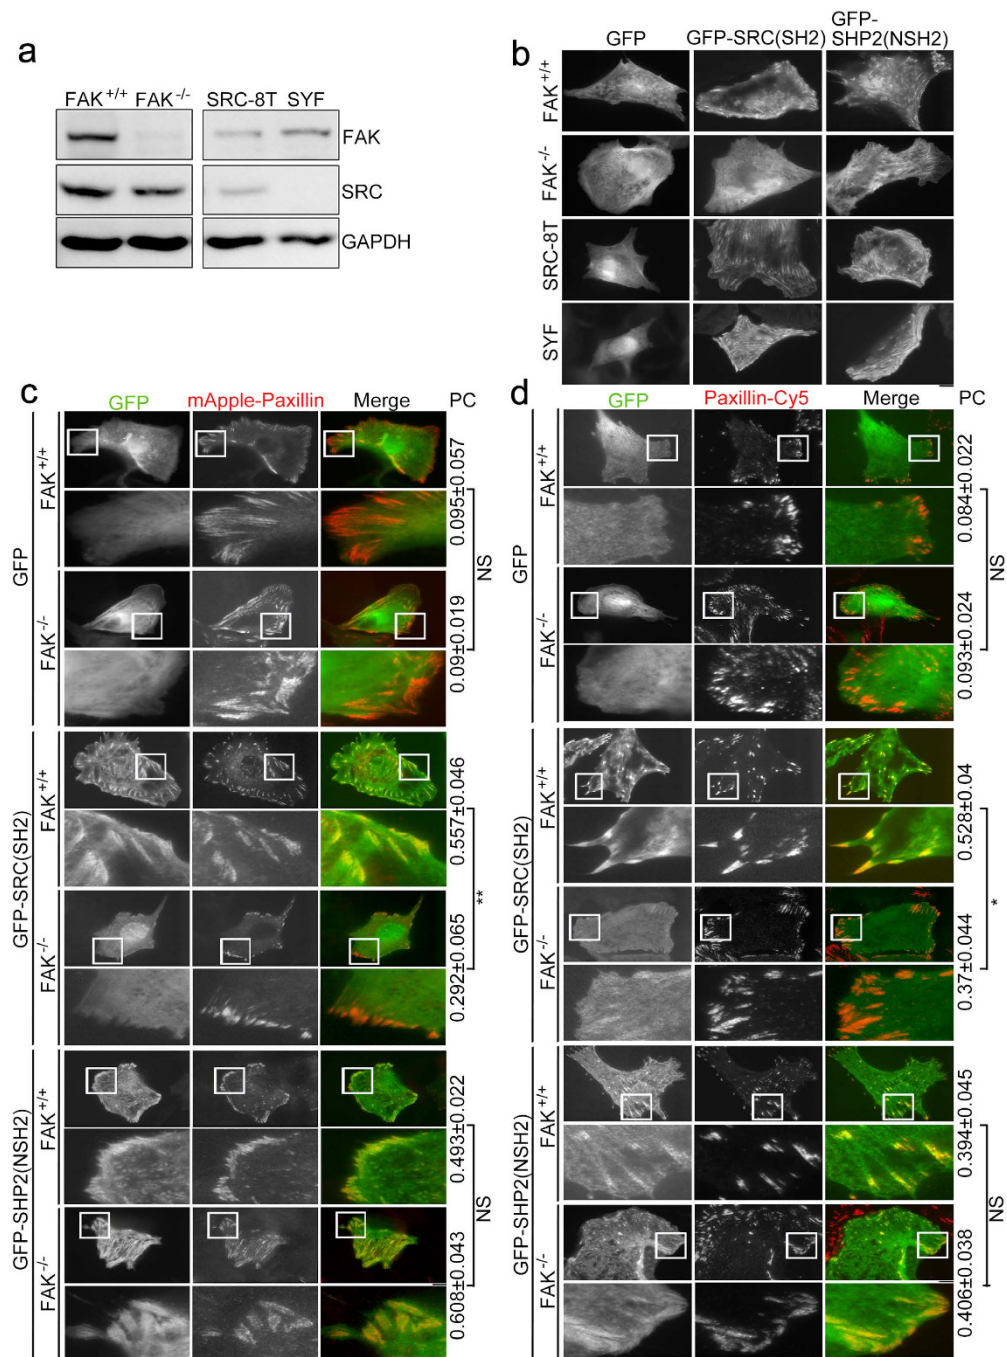 a
FAK+/+ FAK-/- SRC-8T SYF
FAK
SRC
GAPDH
b
GFP GFP-SRC(SH2) GFP-SHP2(NSH2)
FAK+/+
FAK-/-
SRC-8T
SYF
c
GFP mApple-Paxillin Merge PC
GFP
FAK+/+
0.095±0.057
NS
FAK-/-
0.09±0.019
GFP-SRC(SH2)
FAK+/+
0.557±0.046
**
FAK-/-
0.292±0.065
GFP-SHP2(NSH2)
FAK+/+
0.493±0.022
NS
FAK-/-
0.608±0.043
d
GFP Paxillin-Cy5 Merge PC
GFP
FAK+/+
0.084±0.022
NS
FAK-/-
0.093±0.024
GFP-SRC(SH2)
FAK+/+
0.528±0.04
*
FAK-/-
0.37±0.044
GFP-SHP2(NSH2)
FAK+/+
0.394±0.045
NS
FAK-/-
0.406±0.038